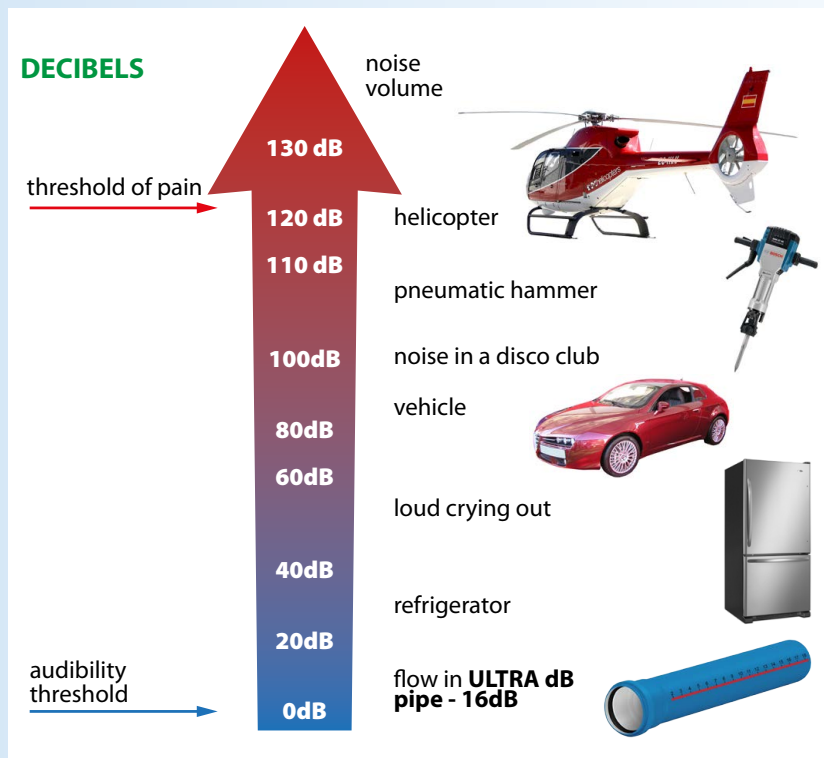 DECIBELS
noise
volume
130 dB
threshold of pain
120 dB
helicopter
110 dB
pneumatic hammer
100dB
noise in a disco club
vehicle
80dB
60dB
loud crying out
40dB
refrigerator
20dB
audibility
threshold
flow in ULTRA dB
pipe - 16dB
0dB
helicopters
BOSCH